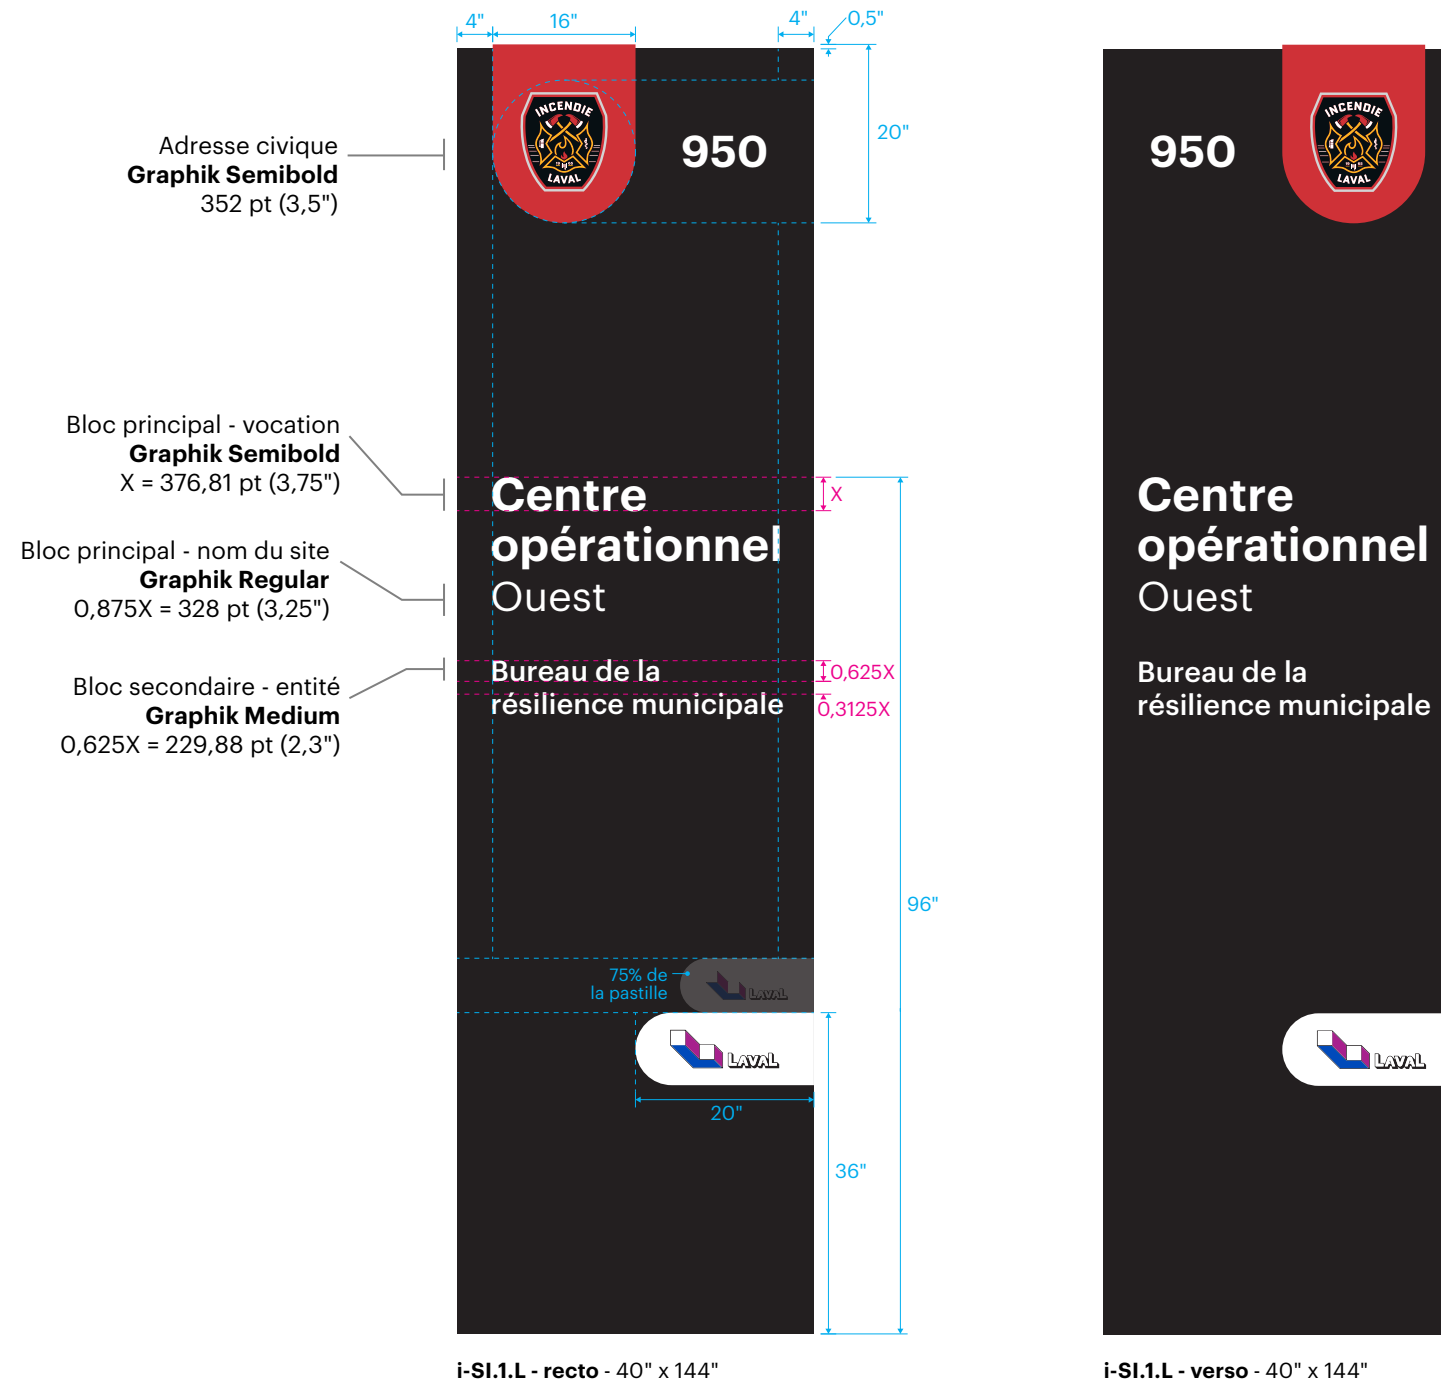 4"
16"
4"
0,5"
INCENDIE
LAVAL
950
20"
INCENDIE
LAVAL
950
Adresse civique
Graphik Semibold
352 pt (3,5")
Bloc principal - vocation
Graphik Semibold
X = 376,81 pt (3,75")
Bloc principal - nom du site
Graphik Regular
0,875X = 328 pt (3,25")
Bloc secondaire - entité
Graphik Medium
0,625X = 229,88 pt (2,3")
Centre
opérationnel
Ouest
Bureau de la
résilience municipale
X
0,625X
0,3125X
96"
75% de
la pastille
LAVAL
LAVAL
20"
36"
i-SI.1.L - recto - 40" x 144"
Centre
opérationnel
Ouest
Bureau de la
résilience municipale
LAVAL
i-SI.1.L - verso - 40" x 144"